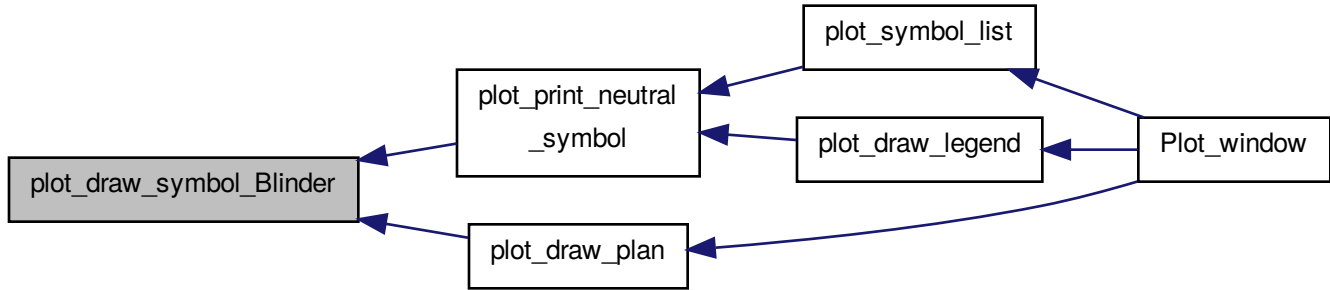 plot_draw_symbol_Blinder
plot_print_neutral
_symbol
plot_symbol_list
plot_draw_legend
plot_draw_plan
Plot_window